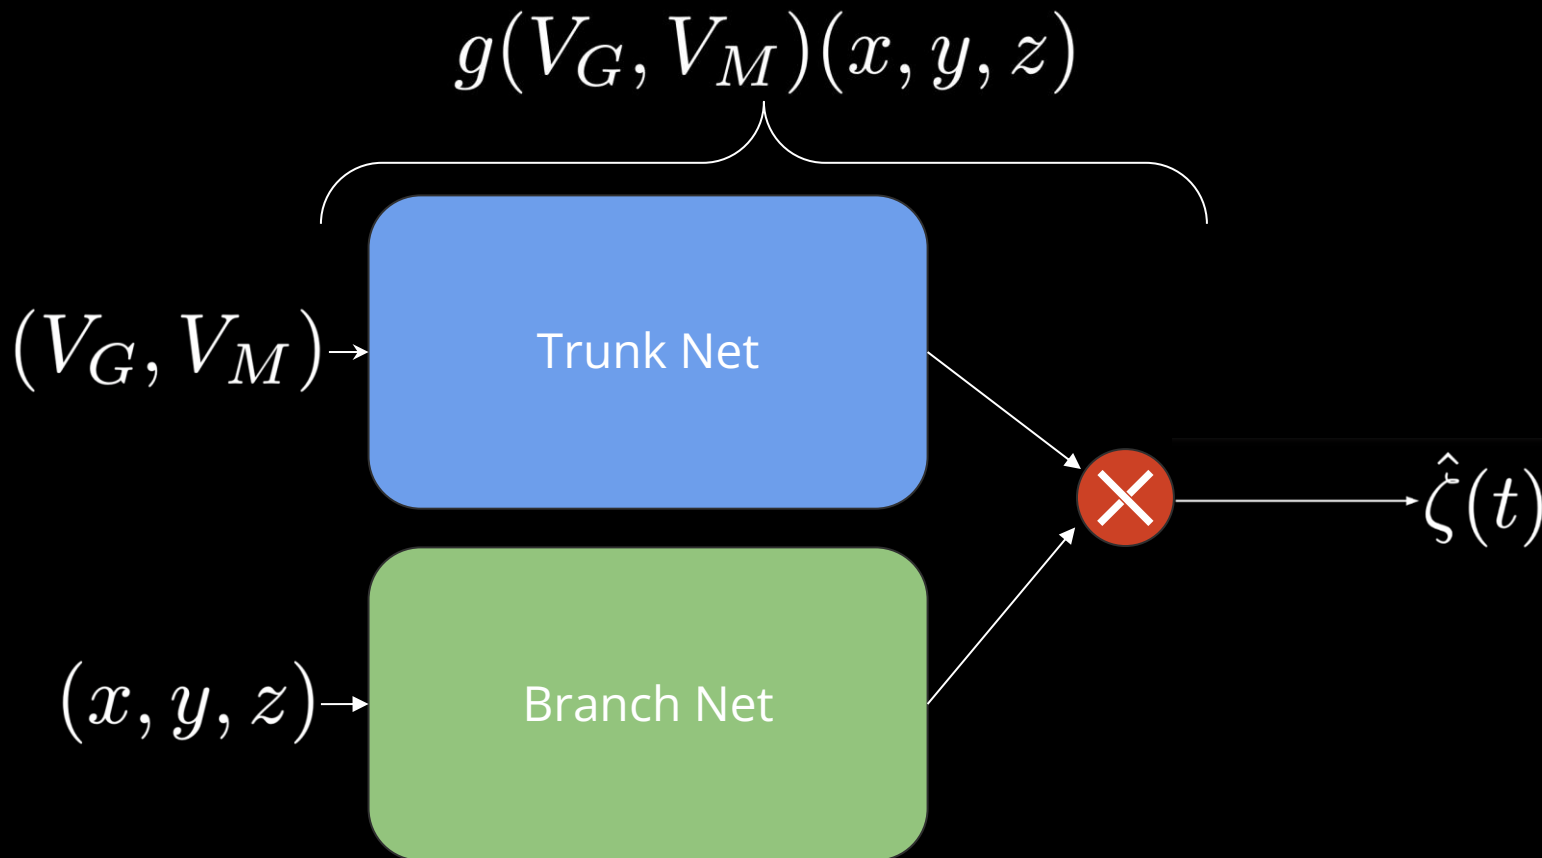 g(V_G, V_M)(x, y, z)
(V_G, V_M)
Trunk Net
ζ̂(t)
(x, y, z)
Branch Net